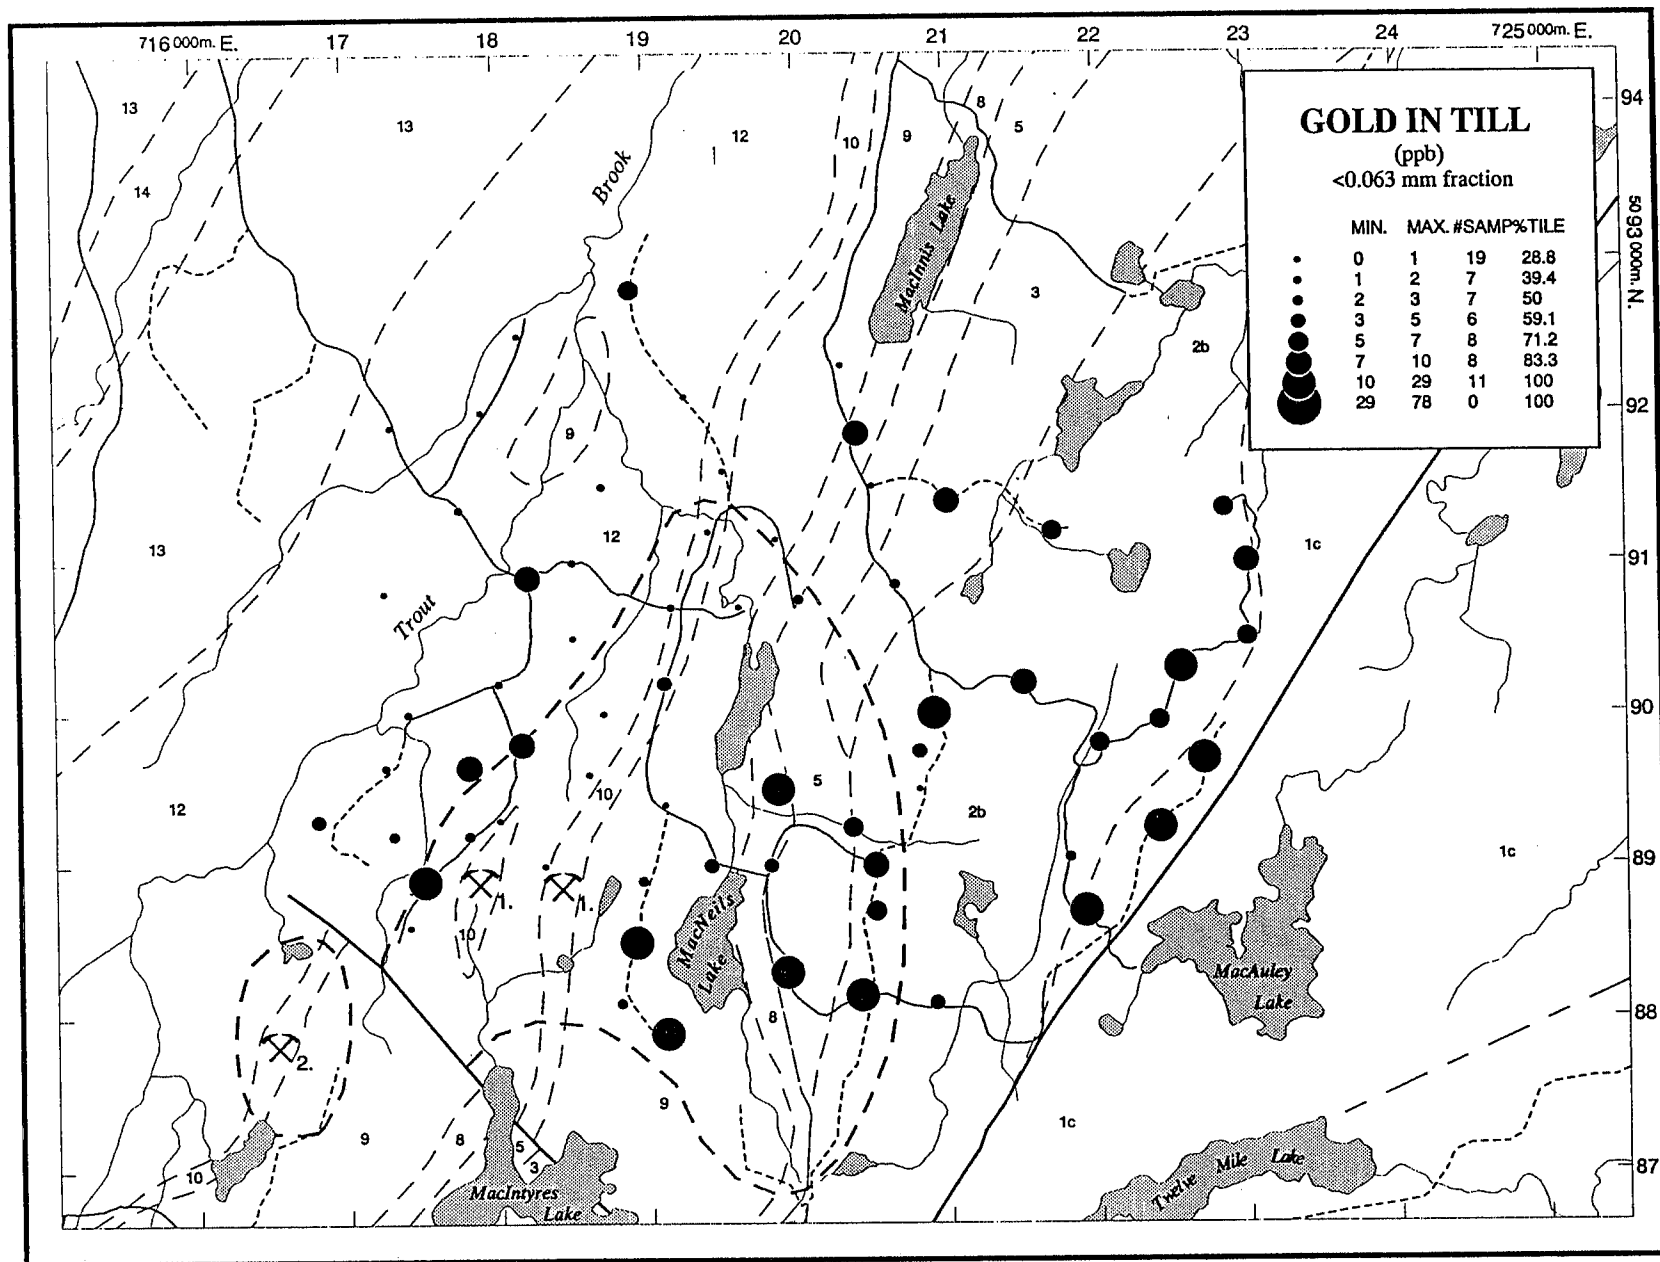 716000m. E.
17
18
19
20
21
22
23
24
725000m. E.
94
5093000m. N.
92
91
90
89
88
87
GOLD IN TILL
(ppb)
<0.063 mm fraction
MIN. MAX. #SAMP%TILE
0 1 19 28.8
1 2 7 39.4
2 3 7 50
3 5 6 59.1
5 7 8 71.2
7 10 8 83.3
10 29 11 100
29 78 0 100
13
13
12
10
9
8
5
14
Brook
MacInnis Lake
3
2b
9
12
13
1c
Trout
5
10
12
2b
1c
1.
1.
10
MacNeils
Lake
MacAuley
Lake
8
2.
9
1c
9
8
5
3
10
Twelve Mile Lake
MacIntyres
Lake